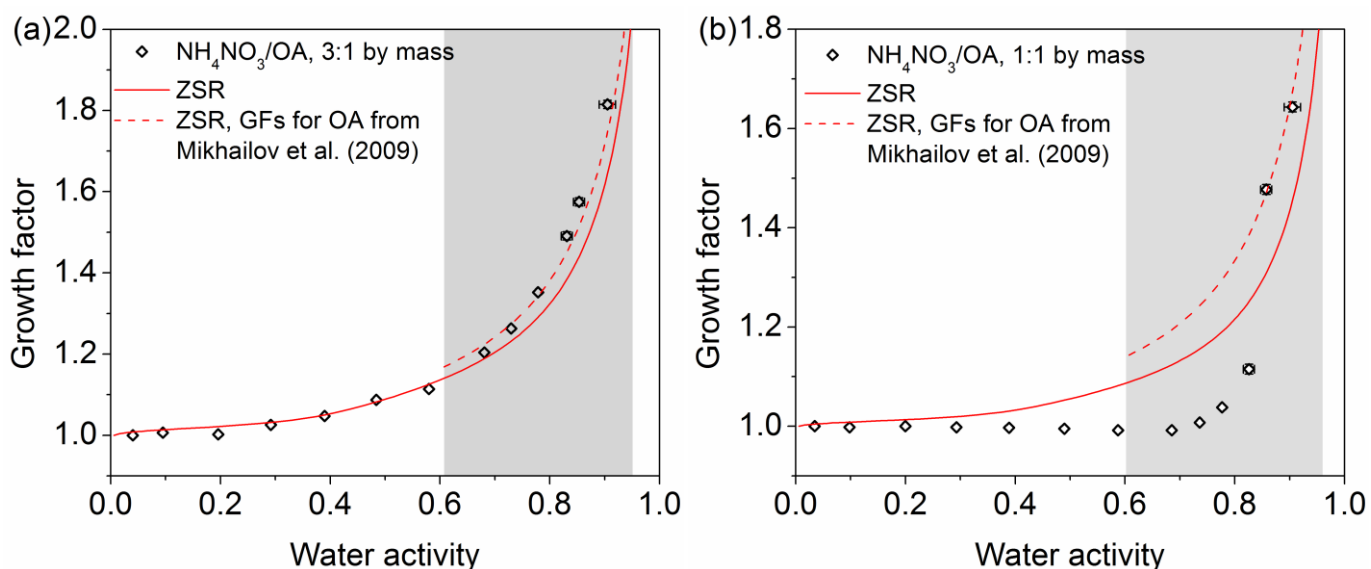 (a)
NH₄NO₃/OA, 3:1 by mass
ZSR
ZSR, GFs for OA from
Mikhailov et al. (2009)
Growth factor
2.0
1.8
1.6
1.4
1.2
1.0
0.0 0.2 0.4 0.6 0.8 1.0
Water activity
(b)
NH₄NO₃/OA, 1:1 by mass
ZSR
ZSR, GFs for OA from
Mikhailov et al. (2009)
Growth factor
1.8
1.6
1.4
1.2
1.0
0.0 0.2 0.4 0.6 0.8 1.0
Water activity